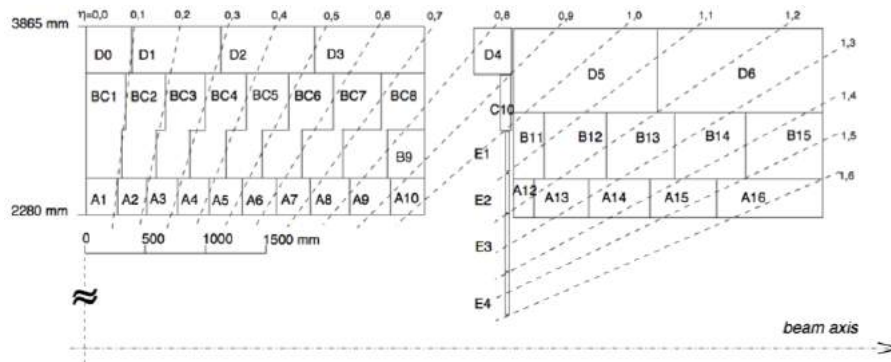 η=0,0 0,1 0,2 0,3 0,4 0,5 0,6 0,7 0,8 0,9 1,0 1,1 1,2
3865 mm
D0 D1 D2 D3 D4 D5 D6 1,3
BC1 BC2 BC3 BC4 BC5 BC6 BC7 BC8 C10 1,4
B9 E1 B11 B12 B13 B14 B15 1,5
1,6
A1 A2 A3 A4 A5 A6 A7 A8 A9 A10 E2 A12 A13 A14 A15 A16
2280 mm
0 500 1000 1500 mm E3
E4
beam axis